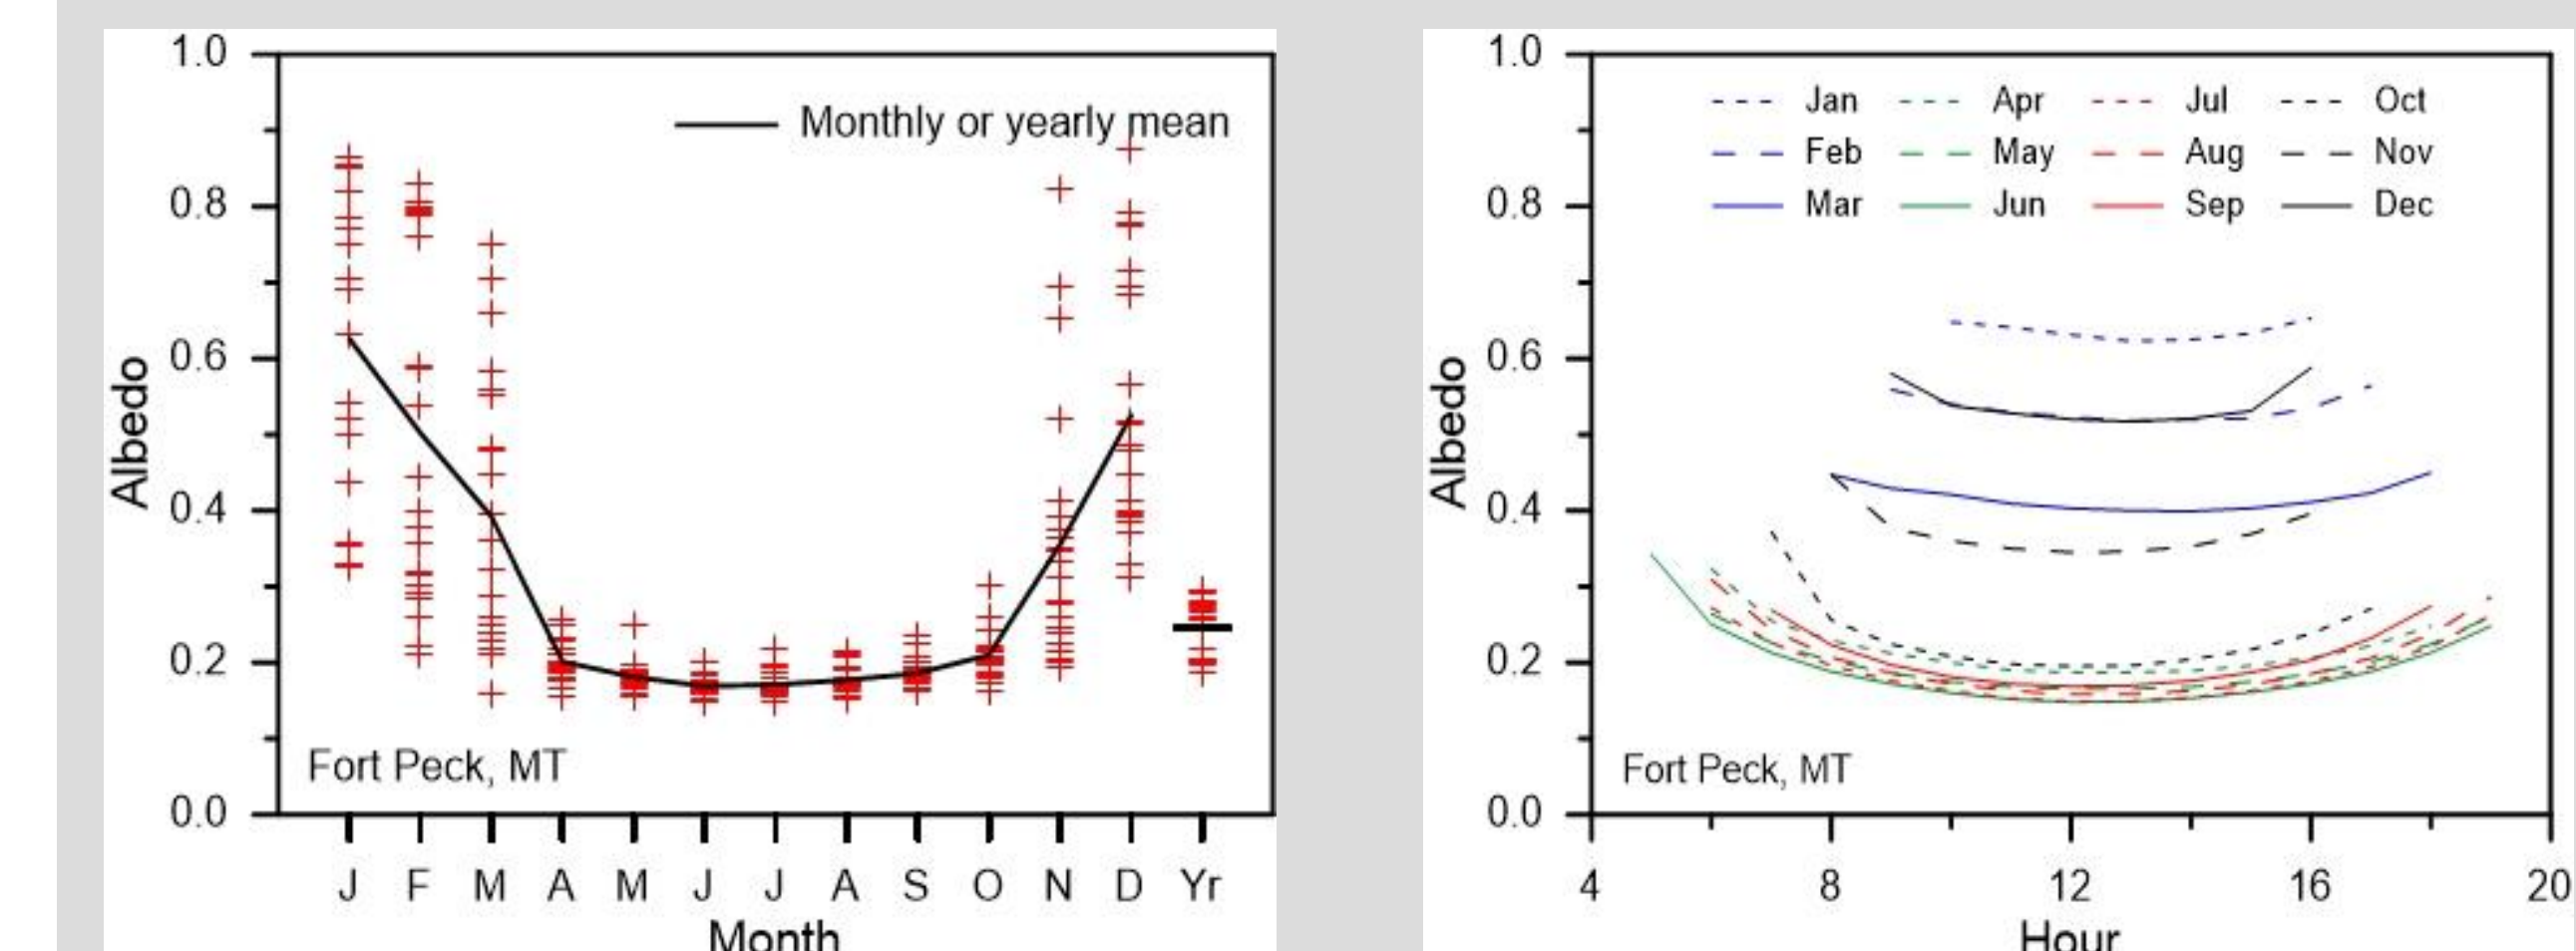 1.0
Monthly or yearly mean
0.8
0.6
Albedo
0.4
0.2
Fort Peck, MT
0.0
J F M A M J J A S O N D Yr
Month
1.0
Jan Apr Jul Oct
Feb May Aug Nov
Mar Jun Sep Dec
0.8
0.6
Albedo
0.4
0.2
Fort Peck, MT
0.0
4 8 12 16 20
Hour